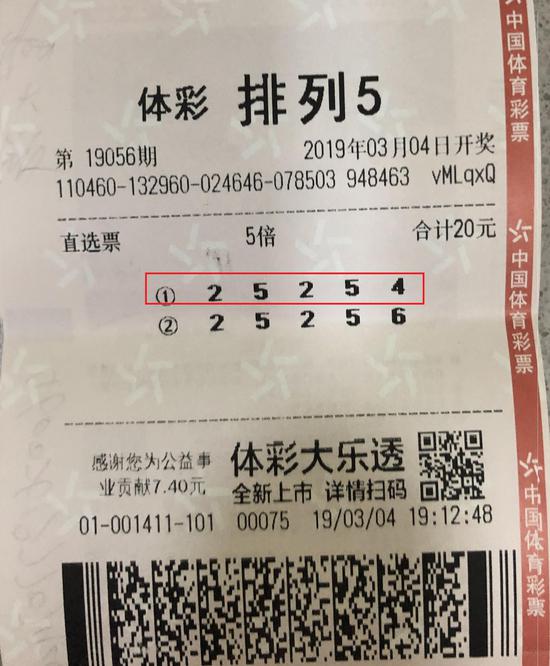 体彩 排列5
第 19056期 2019年03月04日开奖
110460-132960-024646-078503 948463 vMLqxQ
直选票 5倍 合计20元
① 2 5 2 5 4
② 2 5 2 5 6
感谢您为公益事
业贡献7.40元
体彩大乐透
全新上市 详情扫码
01-001411-101 00075 19/03/04 19:12:48
中国体育彩票
中国体育彩票
中国体育彩票